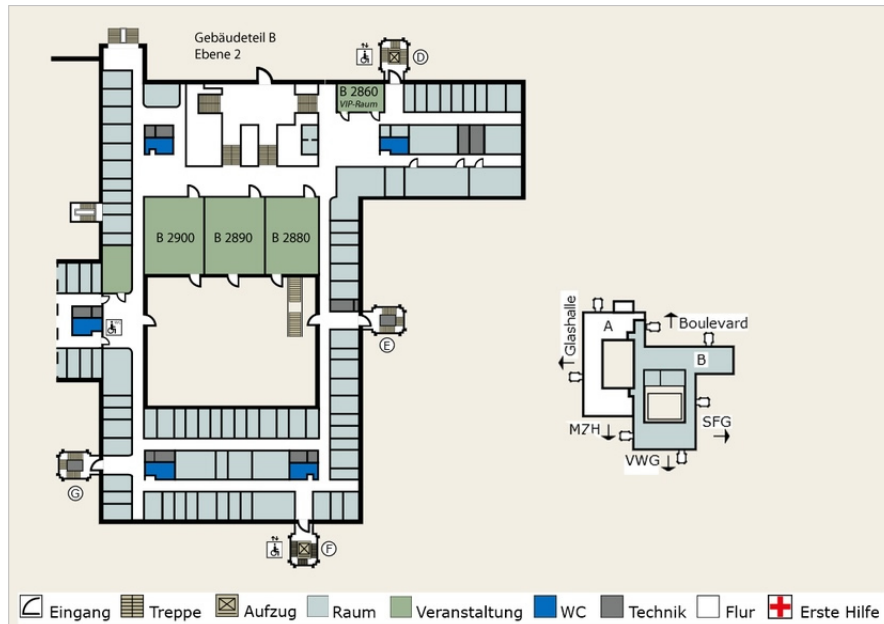 Gebäudeteil B
Ebene 2
D
B 2860
VIP-Raum
B 2900
B 2890
B 2880
E
G
F
A
Boulevard
Glashalle
B
MZH
SFG
VWG
Eingang
Treppe
Aufzug
Raum
Veranstaltung
WC
Technik
Flur
Erste Hilfe